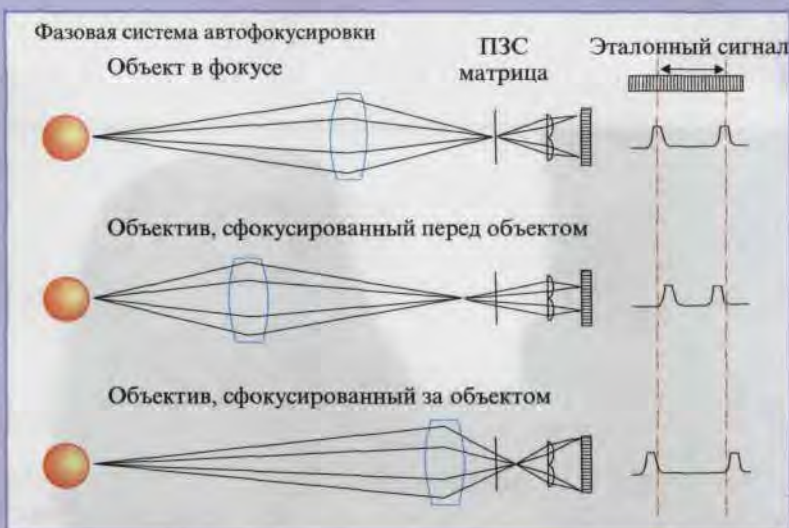 Фазовая система автофокусировки
Объект в фокусе
ПЗС
матрица
Эталонный сигнал
Объектив, сфокусированный перед объектом
Объектив, сфокусированный за объектом